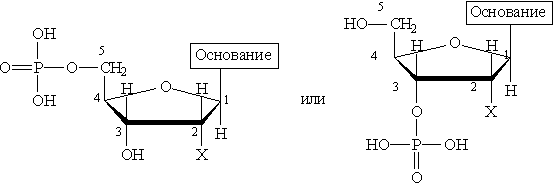 OH
5
Основание
O=P—O—CH₂
O
OH
4 H H 1
3 2 H
OH X
или
5
Основание
HO—CH₂
O
4 H H 1
3 2 H
O X
HO—P—OH
O